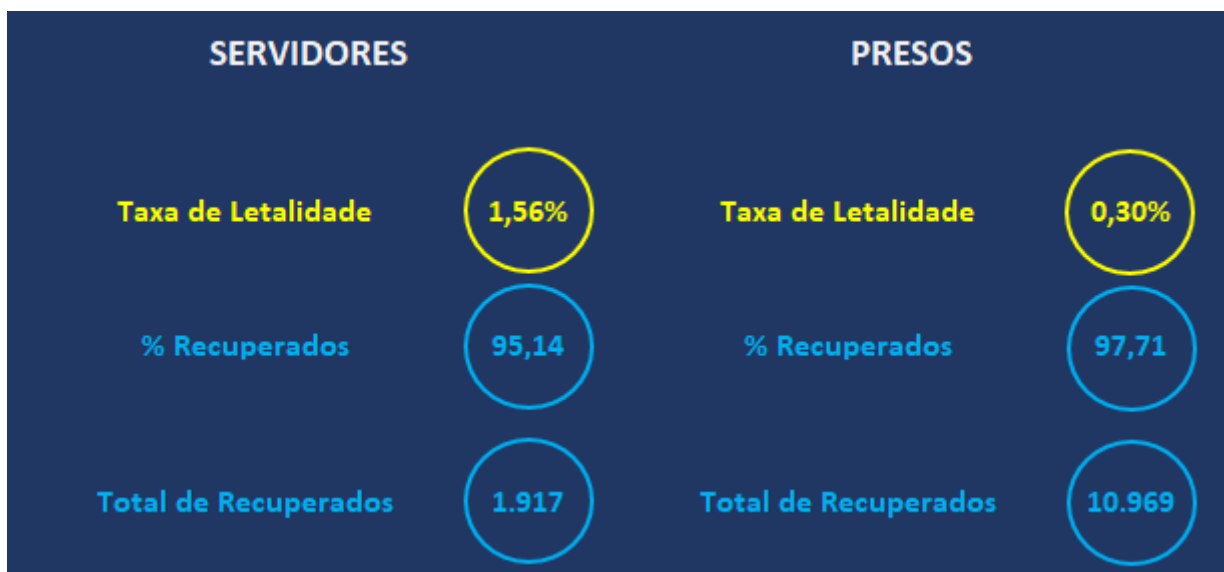 SERVIDORES
PRESOS
Taxa de Letalidade 1,56%
Taxa de Letalidade 0,30%
% Recuperados 95,14
% Recuperados 97,71
Total de Recuperados 1.917
Total de Recuperados 10.969